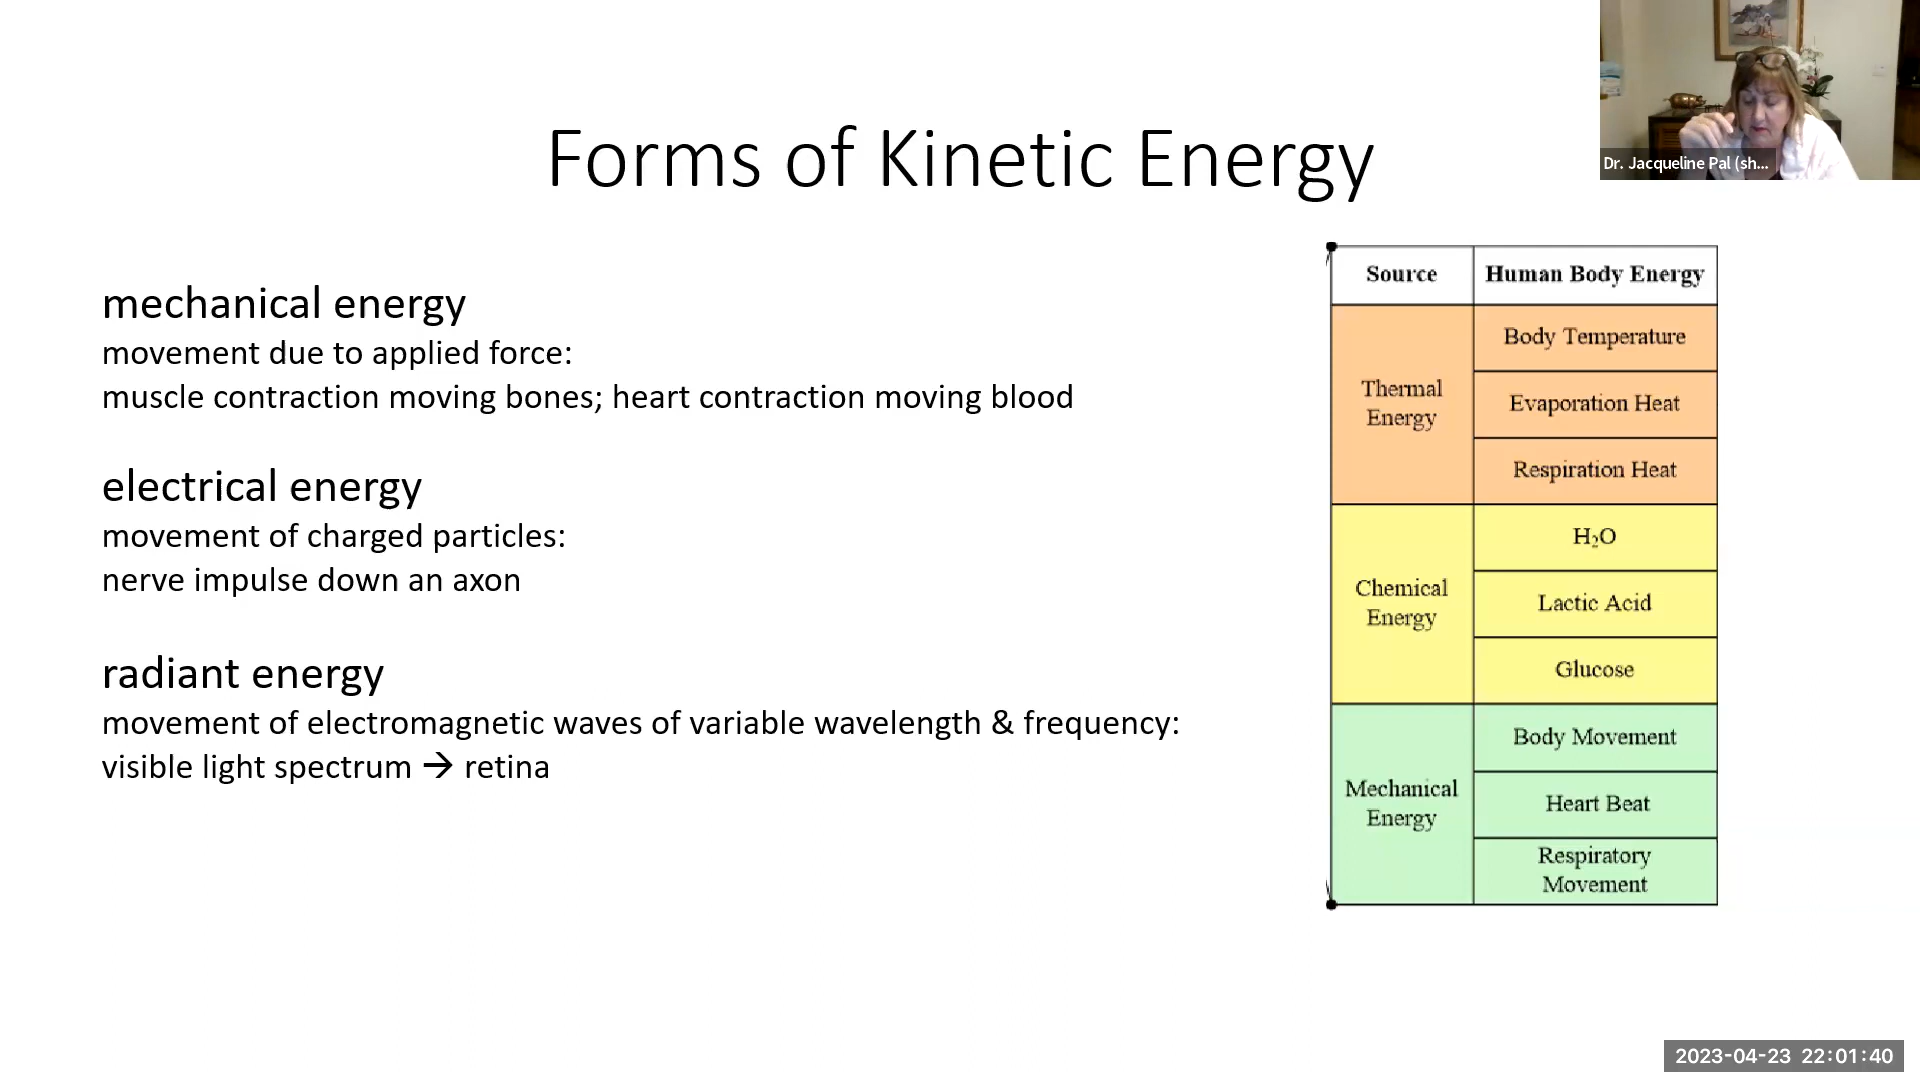 Forms of Kinetic Energy
Dr. Jacqueline Pal (sh...
mechanical energy
movement due to applied force:
muscle contraction moving bones; heart contraction moving blood
electrical energy
movement of charged particles:
nerve impulse down an axon
radiant energy
movement of electromagnetic waves of variable wavelength & frequency:
visible light spectrum → retina
Source
Human Body Energy
Thermal
Energy
Body Temperature
Evaporation Heat
Respiration Heat
Chemical
Energy
H₂O
Lactic Acid
Glucose
Mechanical
Energy
Body Movement
Heart Beat
Respiratory
Movement
2023-04-23 22:01:40